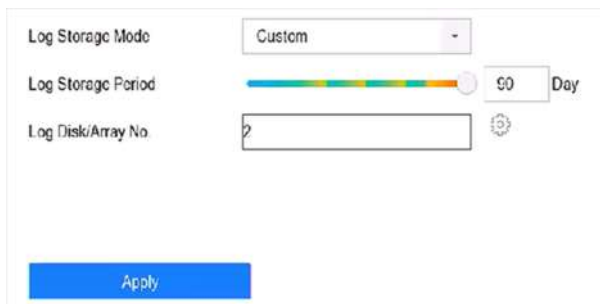 Log Storage Mode Custom
Log Storage Period 90 Day
Log Disk/Array No. 2
Apply